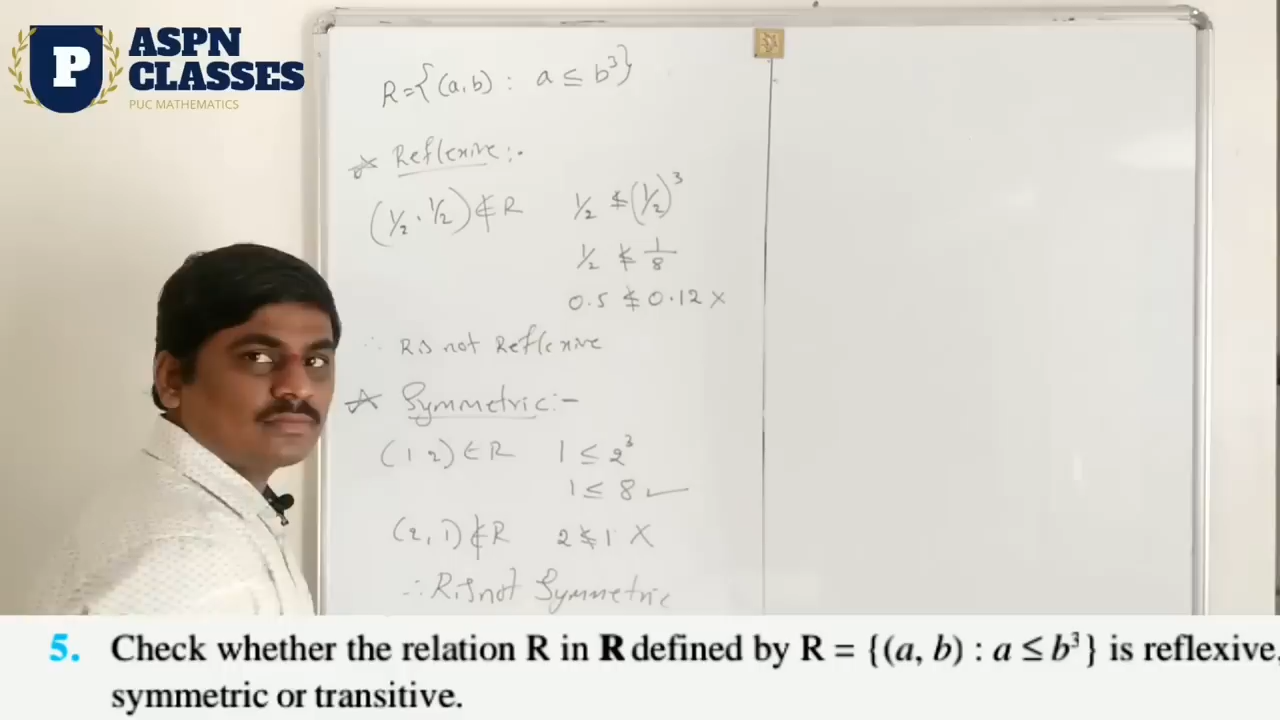 P
ASPN
CLASSES
PUC MATHEMATICS
R={(a,b) : a ≤ b³}
Reflexive:-
(1/2, 1/2) ∉ R 1/2 ≰ (1/2)³
1/2 ≰ 1/8
0.5 ≰ 0.12 X
∴ R is not Reflexive
Symmetric:-
(1 2) ∈ R 1 ≤ 2³
1 ≤ 8 ✓
(2, 1) ∉ R 2 ≰ 1 X
∴ R is not Symmetric
5. Check whether the relation R in R defined by R = {(a, b) : a ≤ b³} is reflexive,
symmetric or transitive.